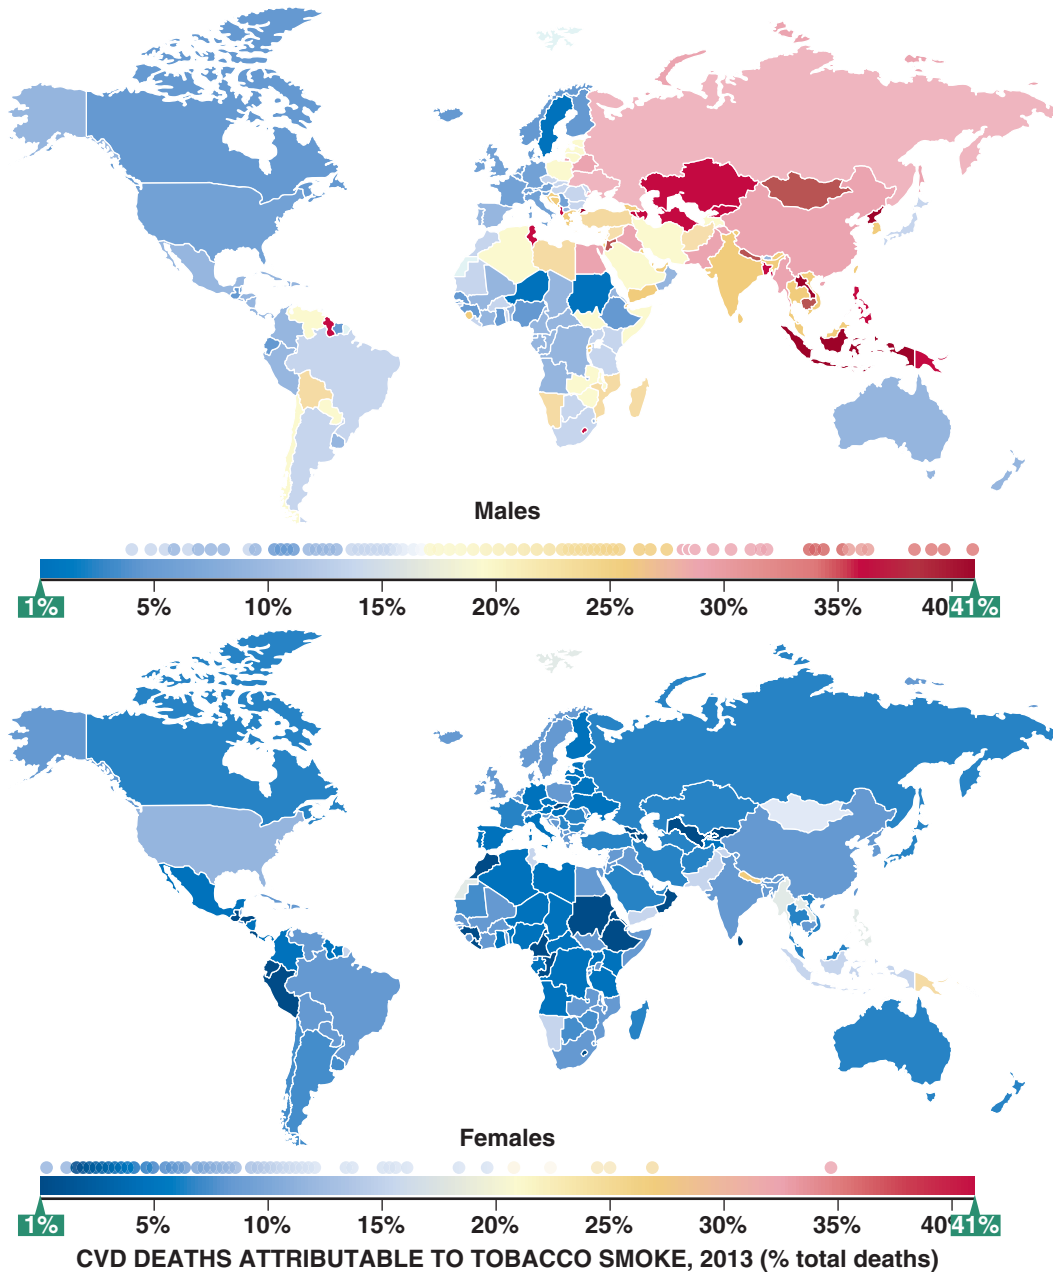 Males
1% 5% 10% 15% 20% 25% 30% 35% 40 41%
Females
1% 5% 10% 15% 20% 25% 30% 35% 40 41%
CVD DEATHS ATTRIBUTABLE TO TOBACCO SMOKE, 2013 (% total deaths)